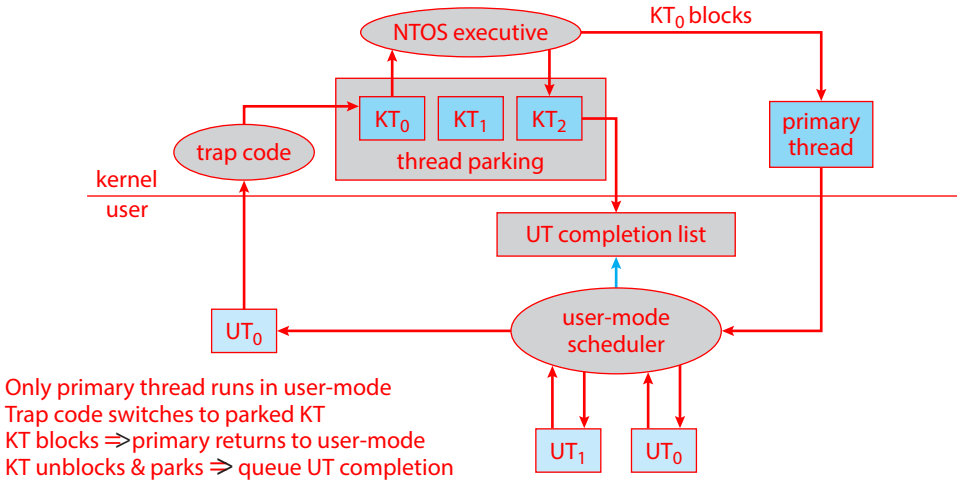 NTOS executive
KT₀ blocks
KT₀
KT₁
KT₂
primary
thread
trap code
thread parking
kernel
user
UT completion list
UT₀
user-mode
scheduler
Only primary thread runs in user-mode
Trap code switches to parked KT
KT blocks ⇒ primary returns to user-mode
KT unblocks & parks ⇒ queue UT completion
UT₁
UT₀